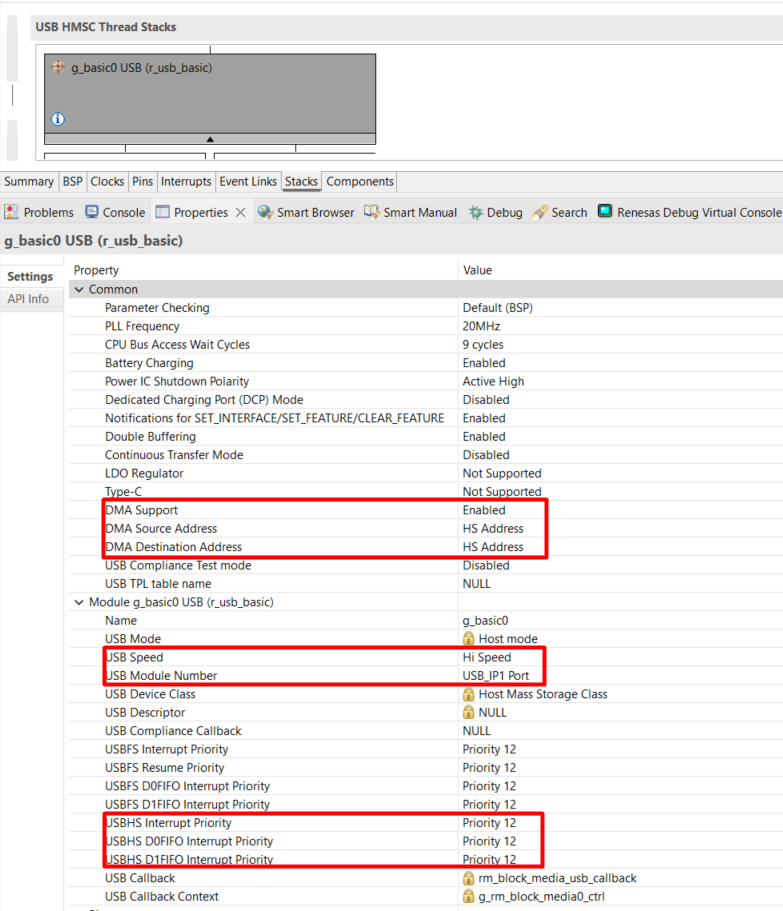 USB HMSC Thread Stacks
g_basic0 USB (r_usb_basic)
Summary BSP Clocks Pins Interrupts Event Links Stacks Components
Problems Console Properties Smart Browser Smart Manual Debug Search Renesas Debug Virtual Console
g_basic0 USB (r_usb_basic)
Settings
API Info
Property Value
Common
Parameter Checking Default (BSP)
PLL Frequency 20MHz
CPU Bus Access Wait Cycles 9 cycles
Battery Charging Enabled
Power IC Shutdown Polarity Active High
Dedicated Charging Port (DCP) Mode Disabled
Notifications for SET_INTERFACE/SET_FEATURE/CLEAR_FEATURE Enabled
Double Buffering Enabled
Continuous Transfer Mode Disabled
LDO Regulator Not Supported
Type-C Not Supported
DMA Support Enabled
DMA Source Address HS Address
DMA Destination Address HS Address
USB Compliance Test mode Disabled
USB TPL table name NULL
Module g_basic0 USB (r_usb_basic)
Name g_basic0
USB Mode Host mode
USB Speed Hi Speed
USB Module Number USB_IP1 Port
USB Device Class Host Mass Storage Class
USB Descriptor NULL
USB Compliance Callback NULL
USBFS Interrupt Priority Priority 12
USBFS Resume Priority Priority 12
USBFS D0FIFO Interrupt Priority Priority 12
USBFS D1FIFO Interrupt Priority Priority 12
USBHS Interrupt Priority Priority 12
USBHS D0FIFO Interrupt Priority Priority 12
USBHS D1FIFO Interrupt Priority Priority 12
USB Callback rm_block_media_usb_callback
USB Callback Context g_rm_block_media0_ctrl